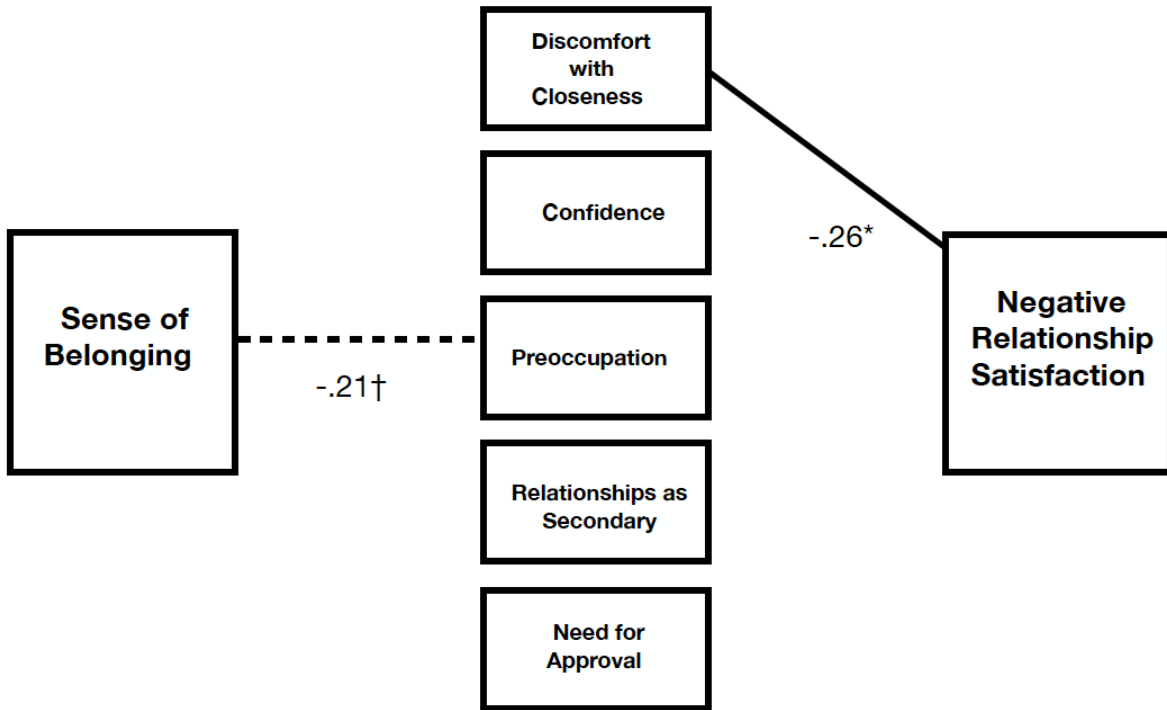 Discomfort
with
Closeness
Confidence
-.26*
Sense of
Belonging
-.21†
Preoccupation
Negative
Relationship
Satisfaction
Relationships as
Secondary
Need for
Approval